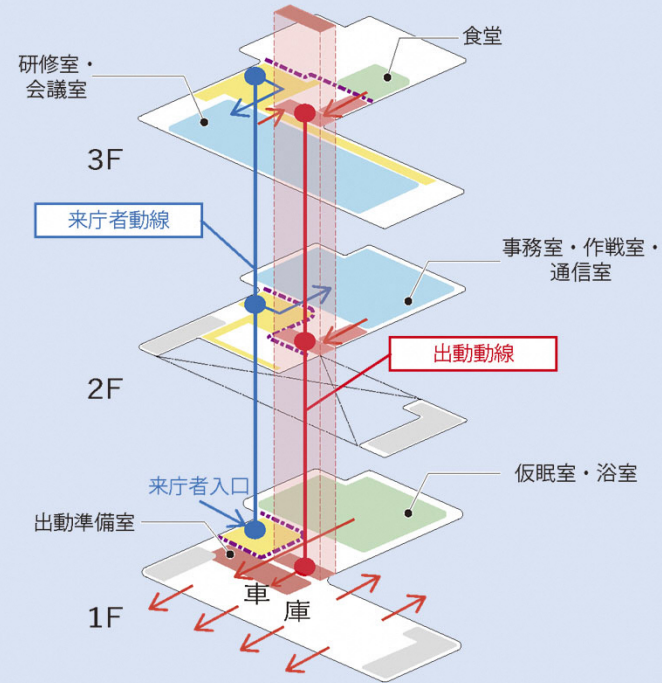 食堂
研修室・
会議室
3F
来庁者動線
事務室・作戦室・
通信室
出動動線
2F
来庁者入口
仮眠室・浴室
出動準備室
車庫
1F